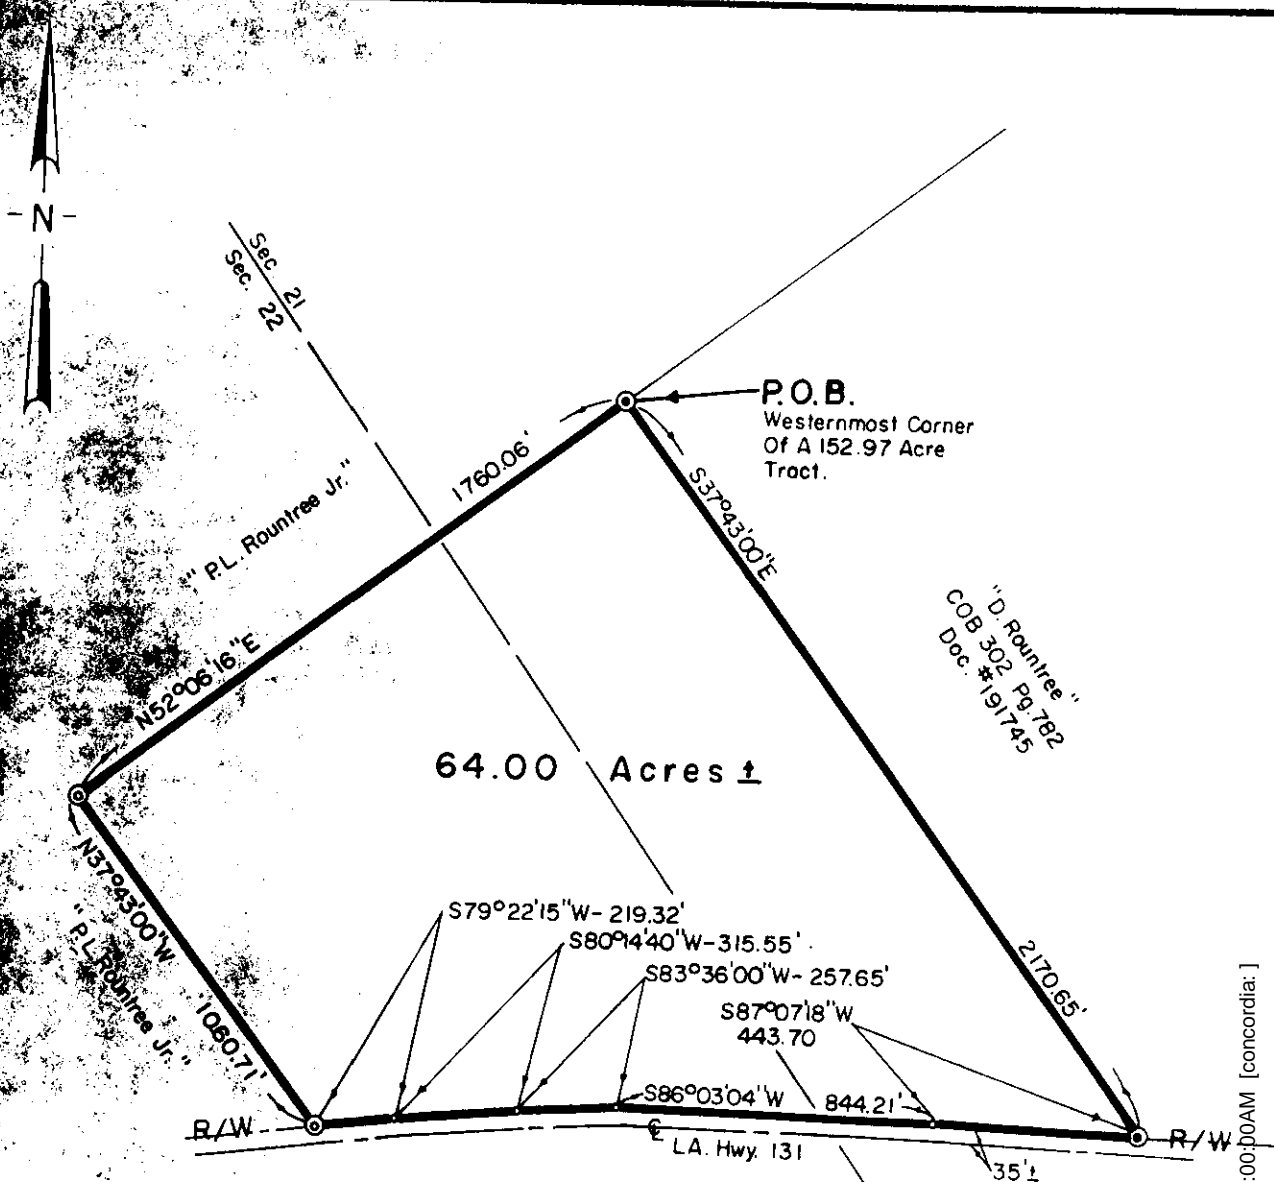 -N-
Sec. 21
Sec. 22
P.O.B.
Westernmost Corner
Of A 152.97 Acre
Tract.
1760.06'
" P.L. Rountree Jr."
S37°43'00"E
"D. Rountree"
COB 302 Pg.782
Doc. #191745
N52°06'16"E
64.00 Acres ±
N37°43'00"W
"P.L. Rountree Jr."
1060.71'
S79°22'15"W-219.32'
S80°14'40"W-315.55'
S83°36'00"W-257.65'
S87°07'18"W
443.70
2170.65'
S86°03'04"W 844.21'
R/W
℄
LA. Hwy. 131
R/W
35'±
:00:00AM [concordia: ]